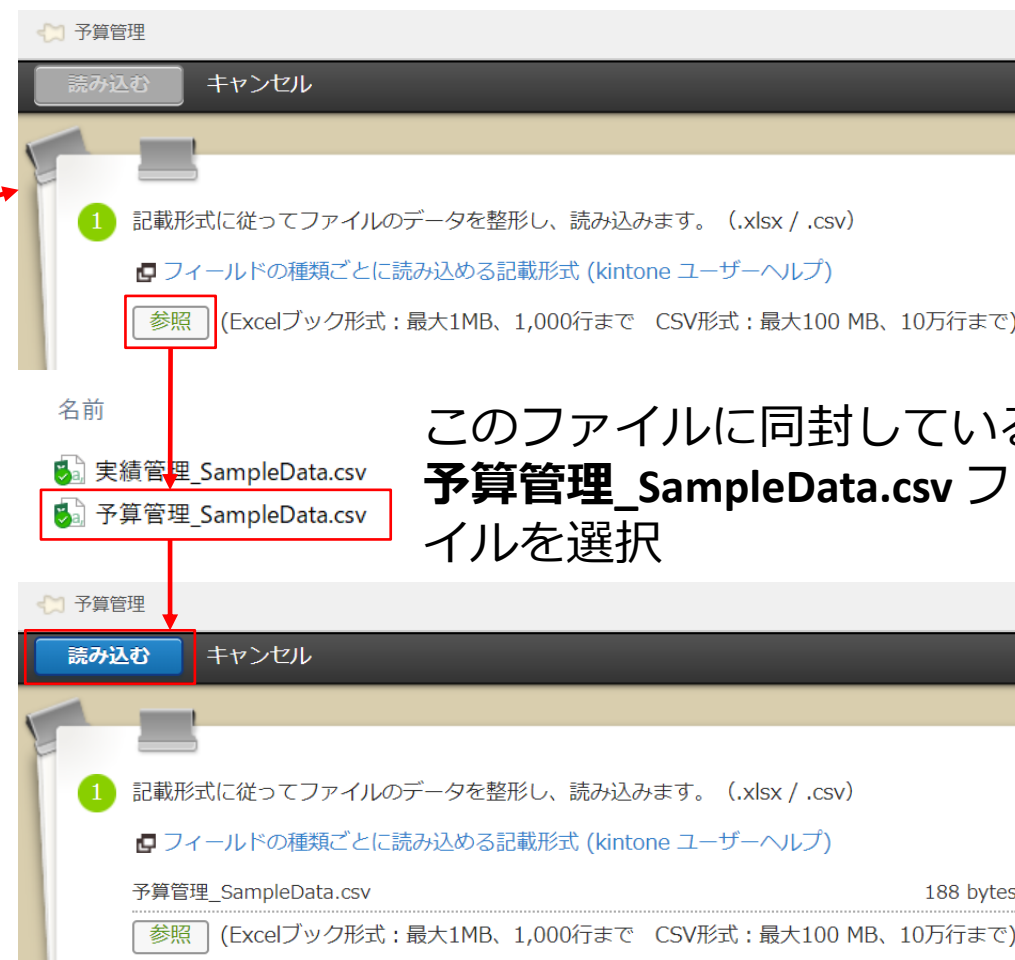 予算管理
読み込む キャンセル
1 記載形式に従ってファイルのデータを整形し、読み込みます。（.xlsx / .csv）
フィールドの種類ごとに読み込める記載形式 (kintone ユーザーヘルプ)
参照 (Excelブック形式：最大1MB、1,000行まで CSV形式：最大100 MB、10万行まで)
名前
実績管理_SampleData.csv
予算管理_SampleData.csv
このファイルに同封している
予算管理_SampleData.csv フ
イルを選択
予算管理
読み込む キャンセル
1 記載形式に従ってファイルのデータを整形し、読み込みます。（.xlsx / .csv）
フィールドの種類ごとに読み込める記載形式 (kintone ユーザーヘルプ)
予算管理_SampleData.csv 188 bytes
参照 (Excelブック形式：最大1MB、1,000行まで CSV形式：最大100 MB、10万行まで)